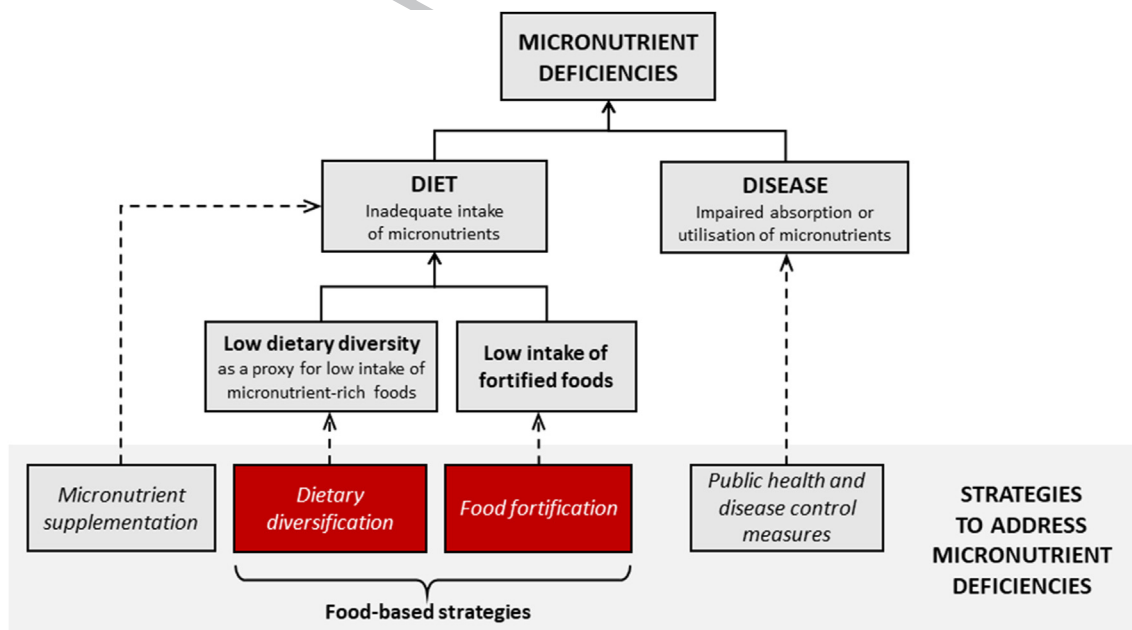 MICRONUTRIENT
DEFICIENCIES
DIET
Inadequate intake
of micronutrients
DISEASE
Impaired absorption or
utilisation of micronutrients
Low dietary diversity
as a proxy for low intake of
micronutrient-rich foods
Low intake of
fortified foods
Micronutrient
supplementation
Dietary
diversification
Food fortification
Public health and
disease control
measures
STRATEGIES
TO ADDRESS
MICRONUTRIENT
DEFICIENCIES
Food-based strategies